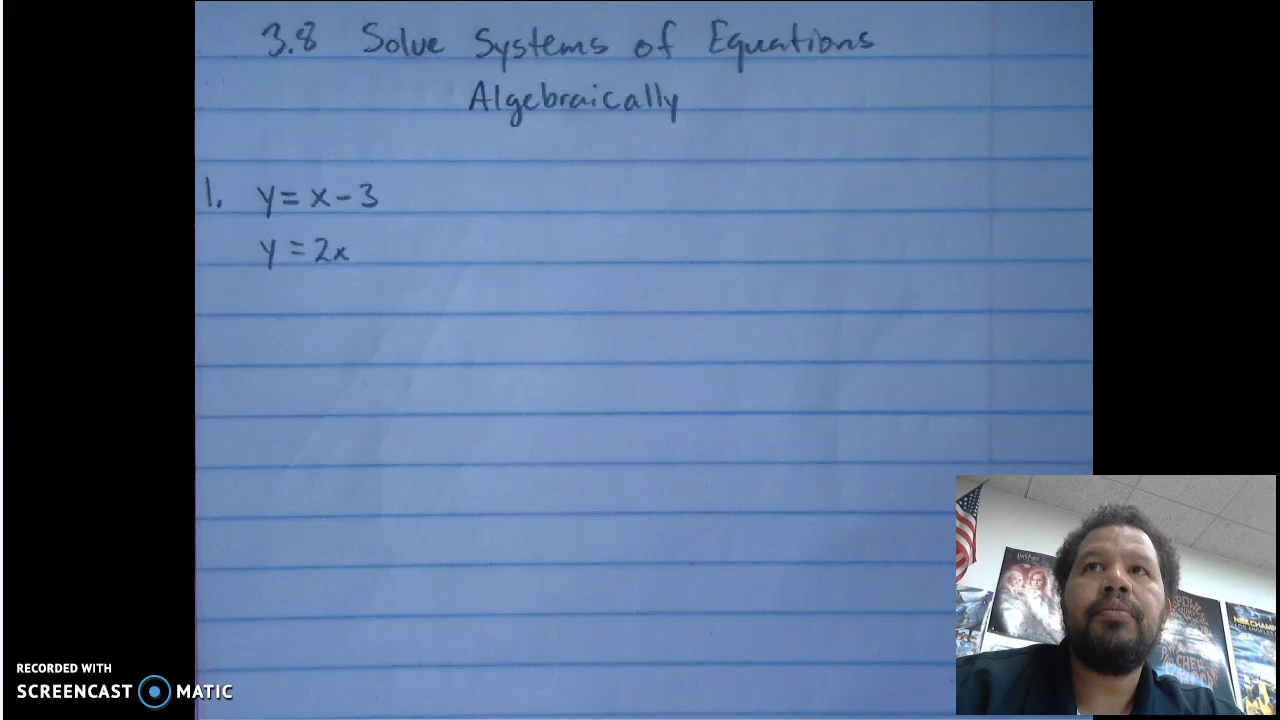 3.8 Solve Systems of Equations
Algebraically
1. y = x - 3
y = 2x
RECORDED WITH
SCREENCAST MATIC